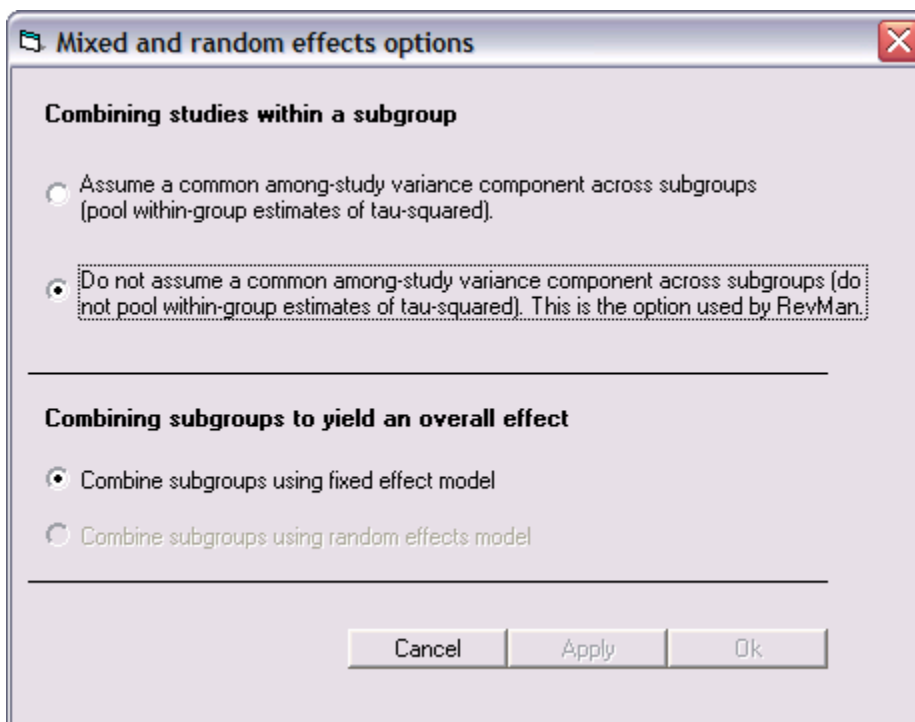 Mixed and random effects options
Combining studies within a subgroup
Assume a common among-study variance component across subgroups
(pool within-group estimates of tau-squared).
Do not assume a common among-study variance component across subgroups (do
not pool within-group estimates of tau-squared). This is the option used by RevMan.
Combining subgroups to yield an overall effect
Combine subgroups using fixed effect model
Combine subgroups using random effects model
Cancel Apply Ok